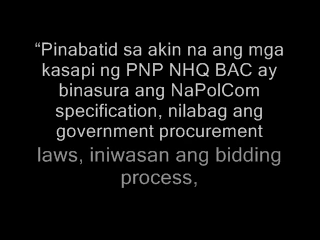 “Pinabatid sa akin na ang mga
kasapi ng PNP NHQ BAC ay
binasura ang NaPolCom
specification, nilabag ang
government procurement
laws, iniwasan ang bidding
process,